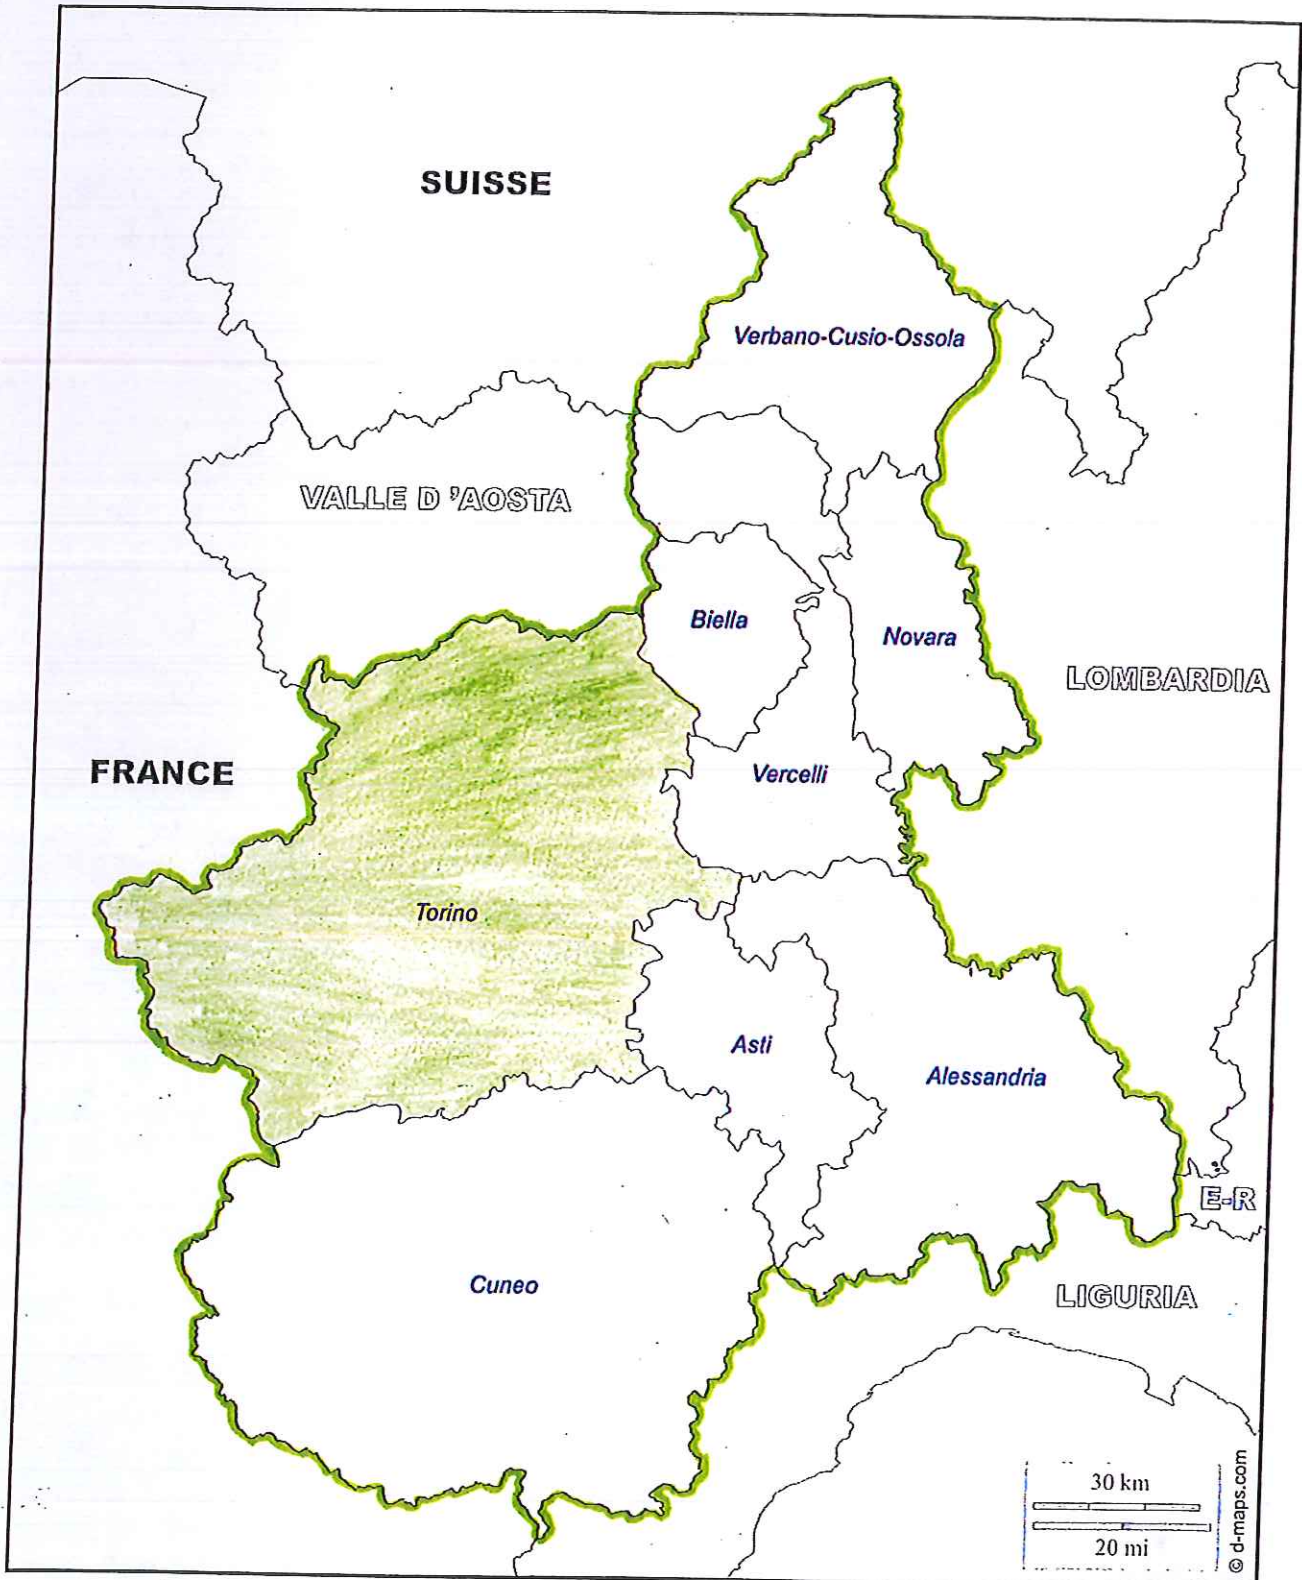 SUISSE
Verbano-Cusio-Ossola
VALLE D 'AOSTA
Biella
Novara
LOMBARDIA
FRANCE
Vercelli
Torino
Asti
Alessandria
E-R
Cuneo
LIGURIA
30 km
20 mi
© d-maps.com